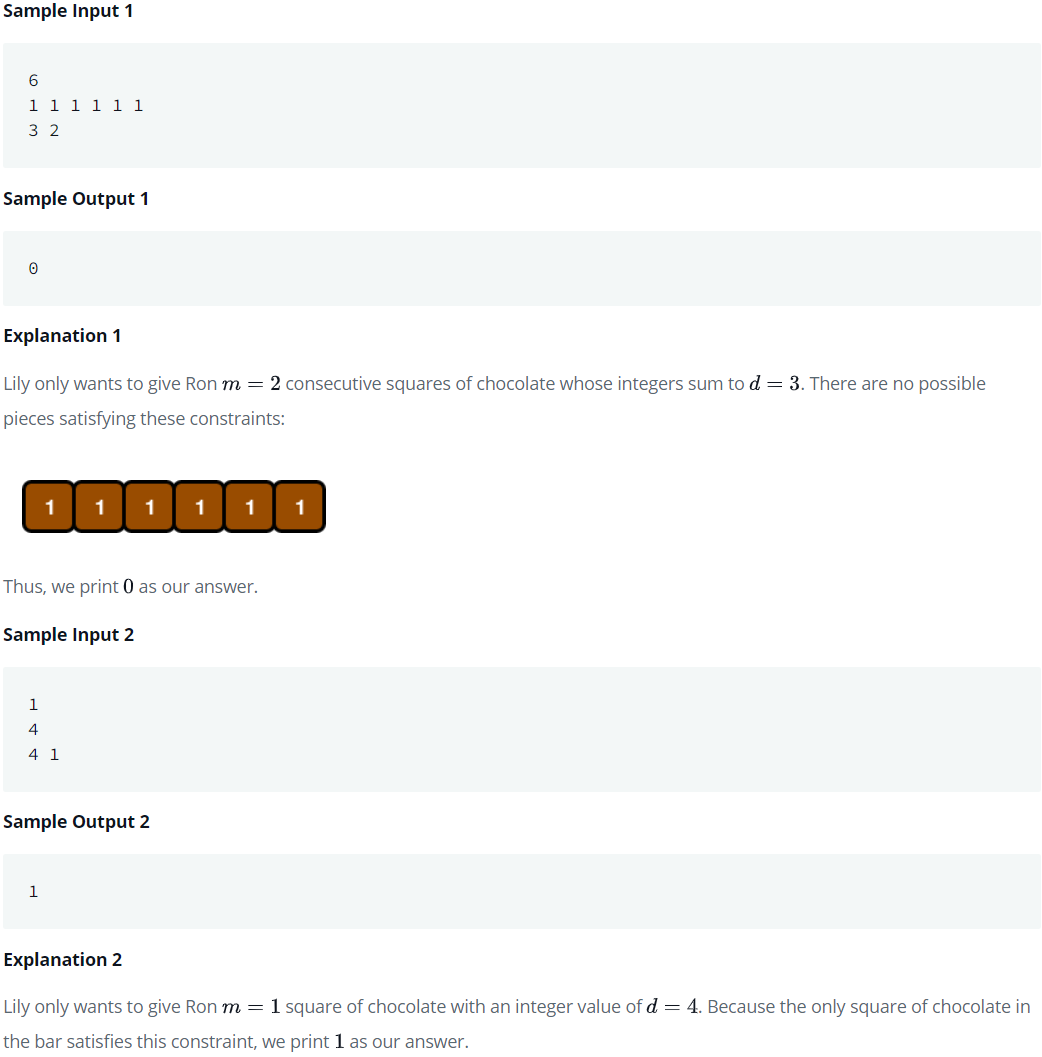 Sample Input 1
6
1 1 1 1 1 1
3 2
Sample Output 1
0
Explanation 1
Lily only wants to give Ron m = 2 consecutive squares of chocolate whose integers sum to d = 3. There are no possible
pieces satisfying these constraints:
1 1 1 1 1 1
Thus, we print 0 as our answer.
Sample Input 2
1
4
4 1
Sample Output 2
1
Explanation 2
Lily only wants to give Ron m = 1 square of chocolate with an integer value of d = 4. Because the only square of chocolate in
the bar satisfies this constraint, we print 1 as our answer.